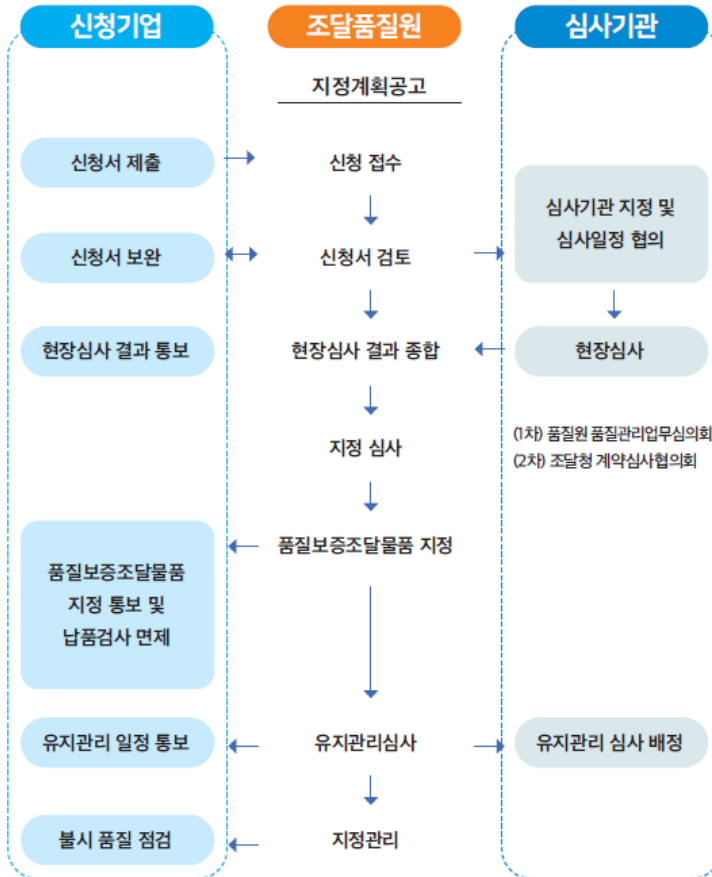 신청기업
조달품질원
심사기관
지정계획공고
신청서 제출
신청 접수
심사기관 지정 및
심사일정 협의
신청서 보완
신청서 검토
현장심사 결과 통보
현장심사 결과 종합
현장심사
지정 심사
(1차) 품질원 품질관리업무심의회
(2차) 조달청 계약심사협의회
품질보증조달물품 지정
품질보증조달물품
지정 통보 및
납품검사 면제
유지관리 일정 통보
유지관리심사
유지관리 심사 배정
불시 품질 점검
지정관리